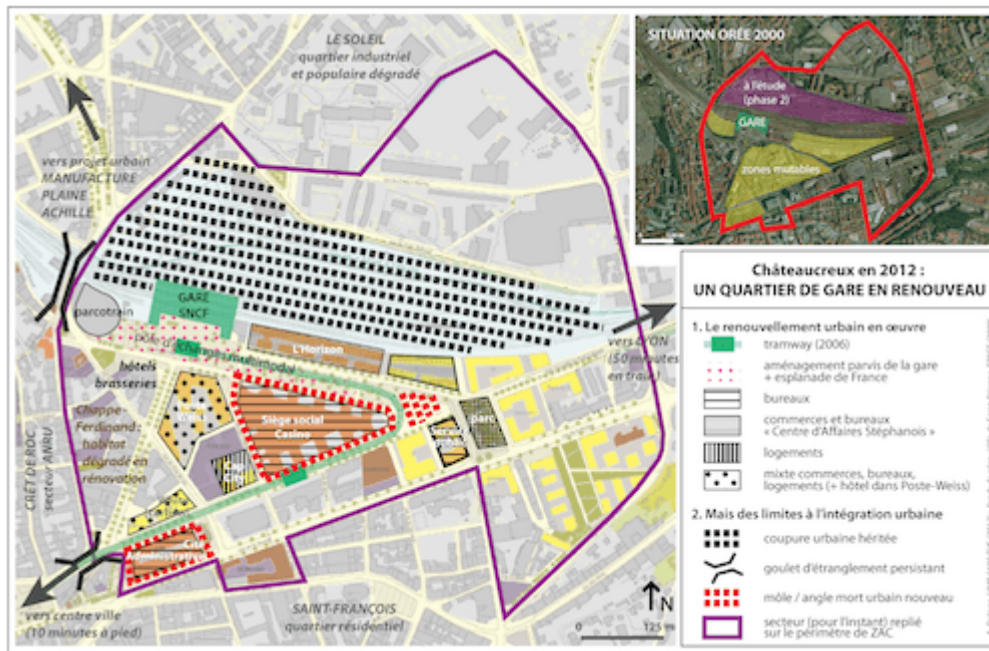 LE SOLEIL
quartier industriel
et populaire dégradé
vers projet urbain
MANUFACTURE
PLAINE
ACHILLE
parcotrain
GARE
SNCF
hôtels
brasseries
L'Horizon
vers LYON
(50 minutes
en train)
Chappe-
Ferdinand :
habitat
dégradé en
rénovation
Siège social
Casino
parc
CRÊT DE ROC
secteur ANRU
Cité
Administrative
vers centre ville
(10 minutes à pied)
SAINT-FRANÇOIS
quartier résidentiel
N
0 125 m
SITUATION ORÉE 2000
à l'étude
(phase 2)
GARE
zones mutables
Châteaucreux en 2012 :
UN QUARTIER DE GARE EN RENOUVEAU
1. Le renouvellement urbain en œuvre
tramway (2006)
aménagement parvis de la gare
+ esplanade de France
bureaux
commerces et bureaux
« Centre d'Affaires Stéphanois »
logements
mixte commerces, bureaux,
logements (+ hôtel dans Poste-Weiss)
2. Mais des limites à l'intégration urbaine
coupure urbaine héritée
goulet d'étranglement persistant
môle / angle mort urbain nouveau
secteur (pour l'instant) replié
sur le périmètre de ZAC